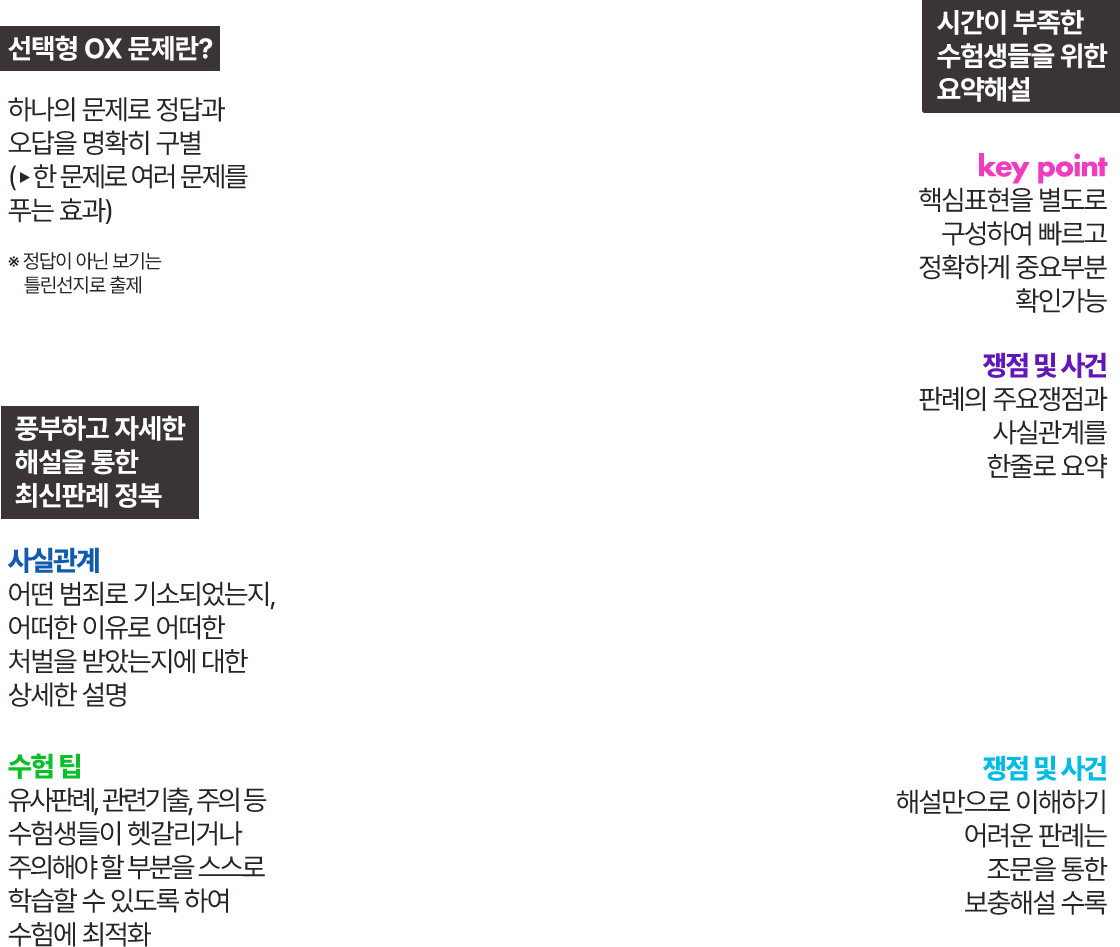 선택형 OX 문제란?
하나의 문제로 정답과
오답을 명확히 구별
(▶한 문제로 여러 문제를
푸는 효과)
※ 정답이 아닌 보기는
틀린선지로 출제
풍부하고 자세한
해설을 통한
최신판례 정복
사실관계
어떤 범죄로 기소되었는지,
어떠한 이유로 어떠한
처벌을 받았는지에 대한
상세한 설명
수험 팁
유사판례, 관련기출, 주의 등
수험생들이 헷갈리거나
주의해야 할 부분을 스스로
학습할 수 있도록 하여
수험에 최적화
시간이 부족한
수험생들을 위한
요약해설
key point
핵심표현을 별도로
구성하여 빠르고
정확하게 중요부분
확인가능
쟁점 및 사건
판례의 주요쟁점과
사실관계를
한줄로 요약
쟁점 및 사건
해설만으로 이해하기
어려운 판례는
조문을 통한
보충해설 수록